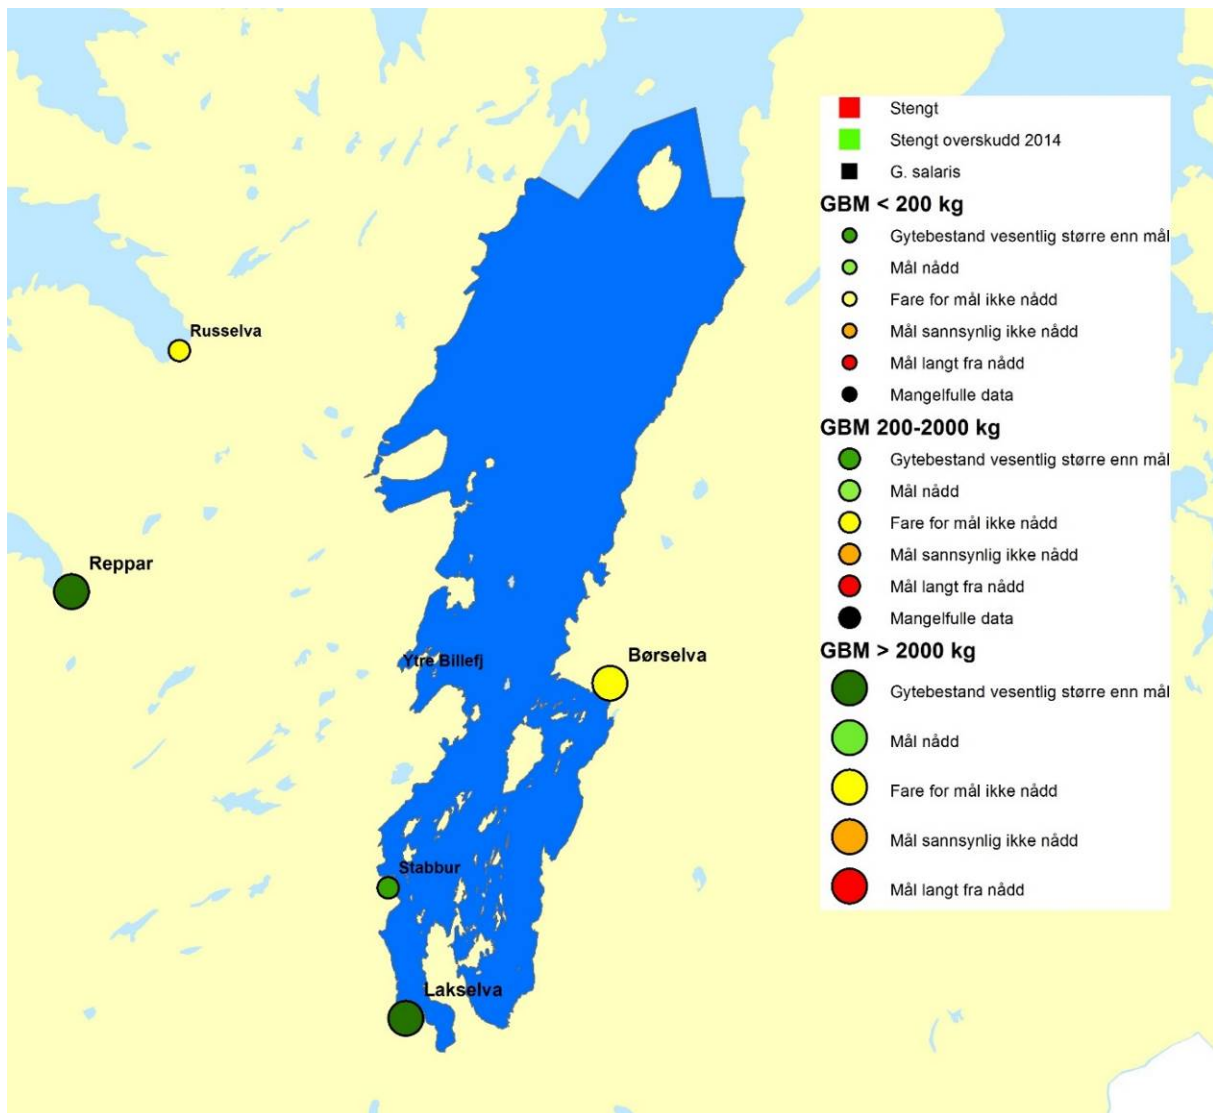 Stengt
Stengt overskudd 2014
G. salaris
GBM < 200 kg
Gytebestand vesentlig større enn mål
Mål nådd
Fare for mål ikke nådd
Mål sannsynlig ikke nådd
Mål langt fra nådd
Mangelfulle data
GBM 200-2000 kg
Gytebestand vesentlig større enn mål
Mål nådd
Fare for mål ikke nådd
Mål sannsynlig ikke nådd
Mål langt fra nådd
Mangelfulle data
GBM > 2000 kg
Gytebestand vesentlig større enn mål
Mål nådd
Fare for mål ikke nådd
Mål sannsynlig ikke nådd
Mål langt fra nådd
Russelva
Reppar
Børselva
Ytre Billefj
Stabbur
Lakselva